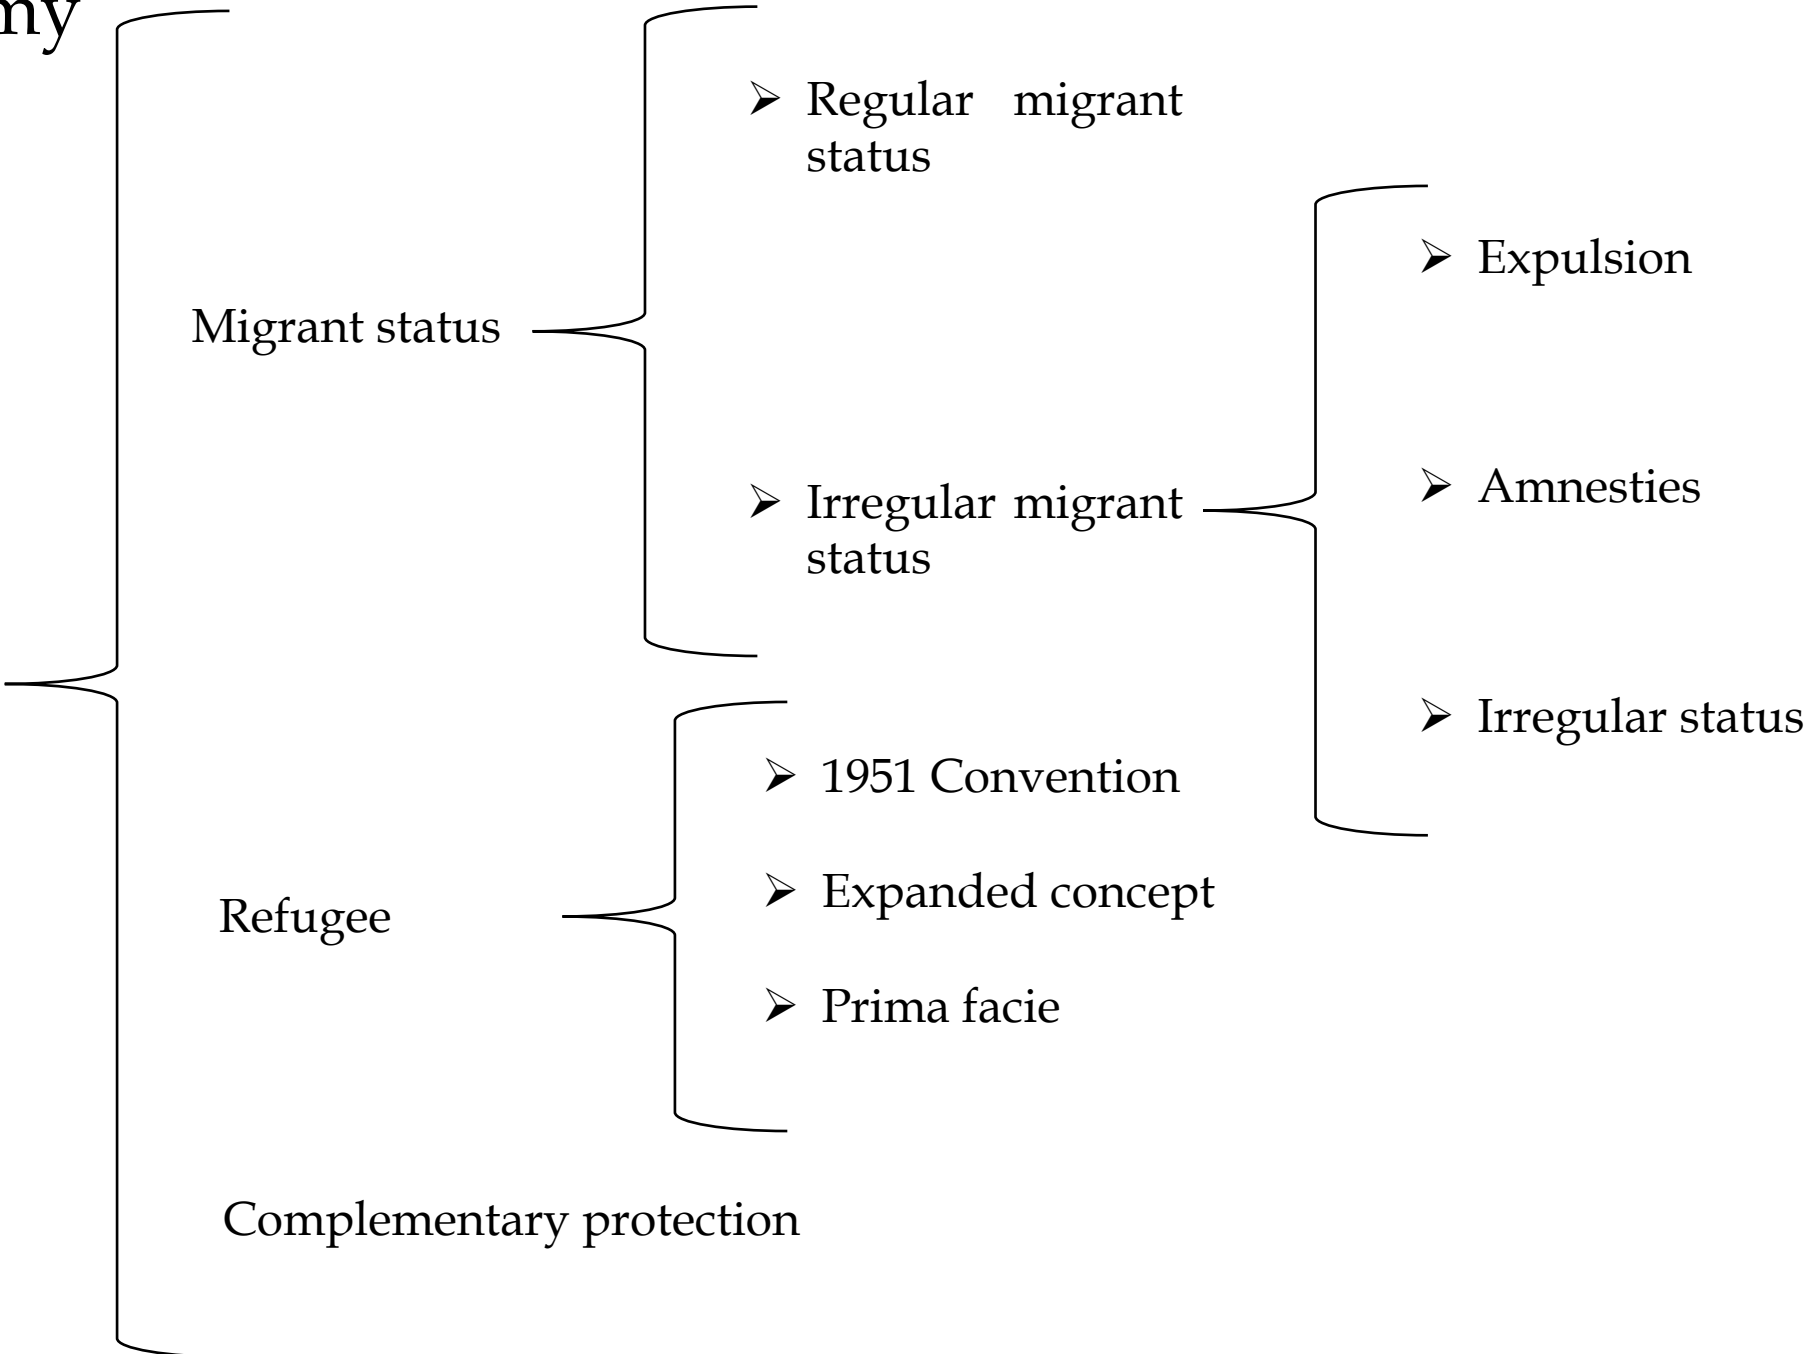 Regular migrant
status
Expulsion
Migrant status
Amnesties
Irregular migrant
status
Irregular status
1951 Convention
Expanded concept
Refugee
Prima facie
Complementary protection